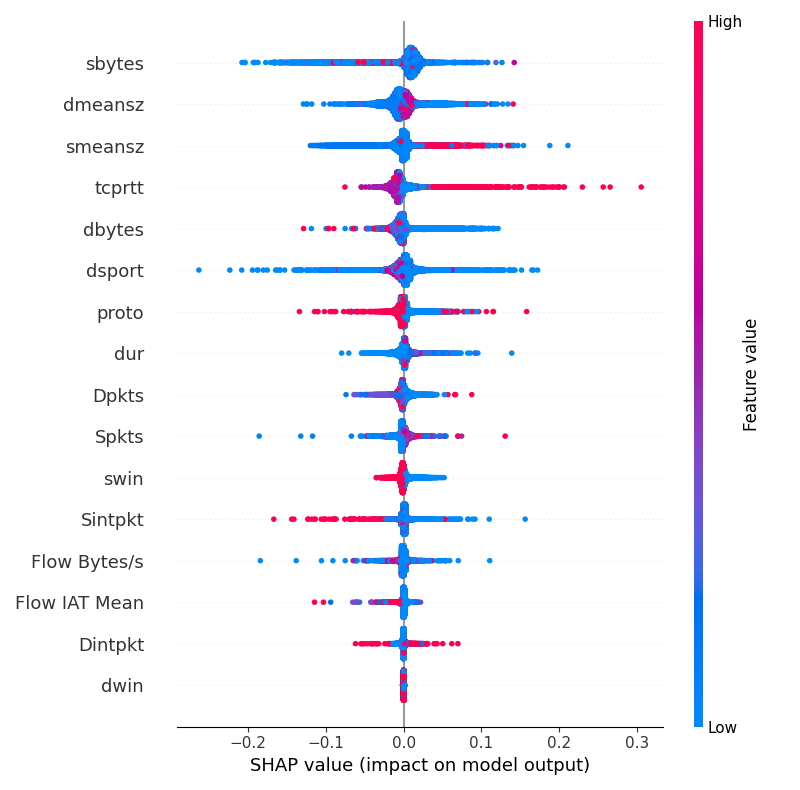 High
sbytes
dmeansz
smeansz
tcprtt
dbytes
dsport
proto
dur
Dpkts
Spkts
swin
Sintpkt
Flow Bytes/s
Flow IAT Mean
Dintpkt
dwin
Feature value
Low
−0.2 −0.1 0.0 0.1 0.2 0.3
SHAP value (impact on model output)